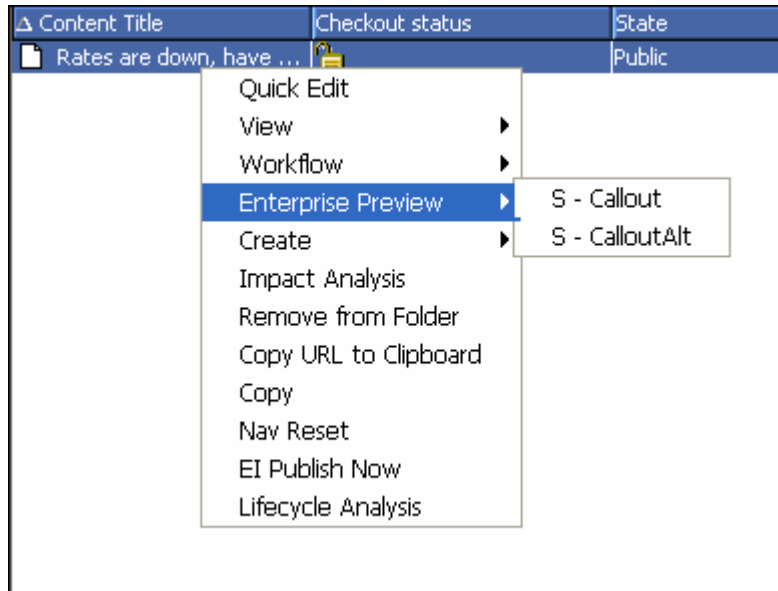 Content Title Checkout status State
Rates are down, have ... Public
Quick Edit
View
Workflow
Enterprise Preview
S - Callout
S - CalloutAlt
Create
Impact Analysis
Remove from Folder
Copy URL to Clipboard
Copy
Nav Reset
EI Publish Now
Lifecycle Analysis